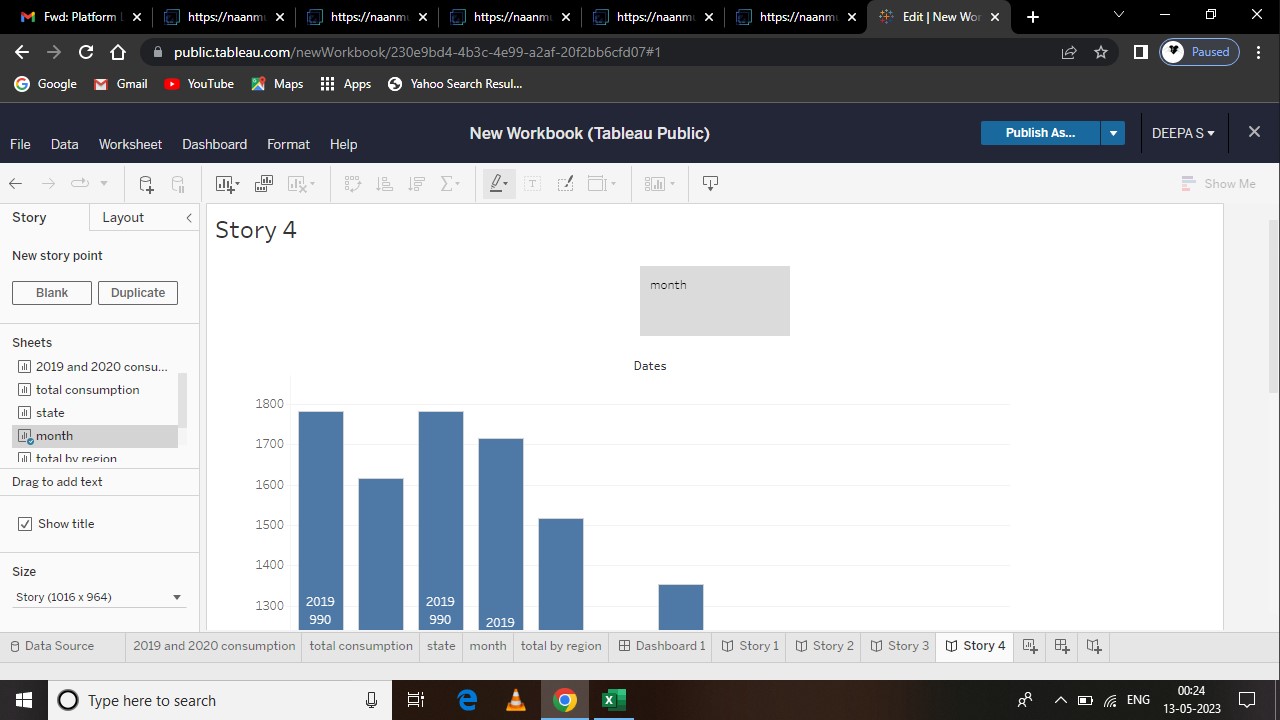 Fwd: Platform
https://naanmu
https://naanmu
https://naanmu
https://naanmu
https://naanmu
Edit | New Wor
public.tableau.com/newWorkbook/230e9bd4-4b3c-4e99-a2af-20f2bb6cfd07#1
Paused
Google
Gmail
YouTube
Maps
Apps
Yahoo Search Resul...
New Workbook (Tableau Public)
Publish As...
DEEPA S
File Data Worksheet Dashboard Format Help
Show Me
Story Layout
Story 4
New story point
Blank Duplicate
month
Sheets
2019 and 2020 consu...
total consumption
state
month
total by region
Drag to add text
Show title
Size
Story (1016 x 964)
Dates
1800
1700
1600
1500
1400
1300
2019
990
2019
990
2019
Data Source
2019 and 2020 consumption
total consumption
state
month
total by region
Dashboard 1
Story 1
Story 2
Story 3
Story 4
Type here to search
ENG
00:24
13-05-2023